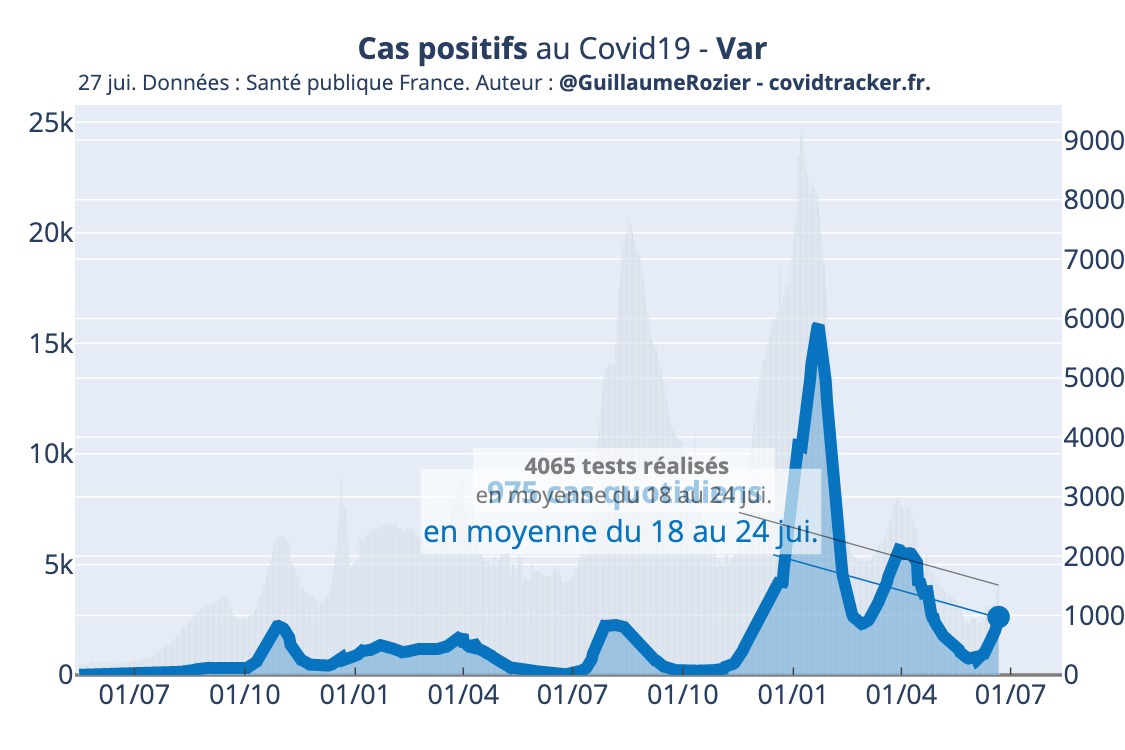 Cas positifs au Covid19 - Var
27 jui. Données : Santé publique France. Auteur : @GuillaumeRozier - covidtracker.fr.
25k
20k
15k
10k
5k
0
9000
8000
7000
6000
5000
4000
3000
2000
1000
0
4065 tests réalisés
en moyenne du 18 au 24 jui.
975 cas quotidiens
en moyenne du 18 au 24 jui.
01/07
01/10
01/01
01/04
01/07
01/10
01/01
01/04
01/07